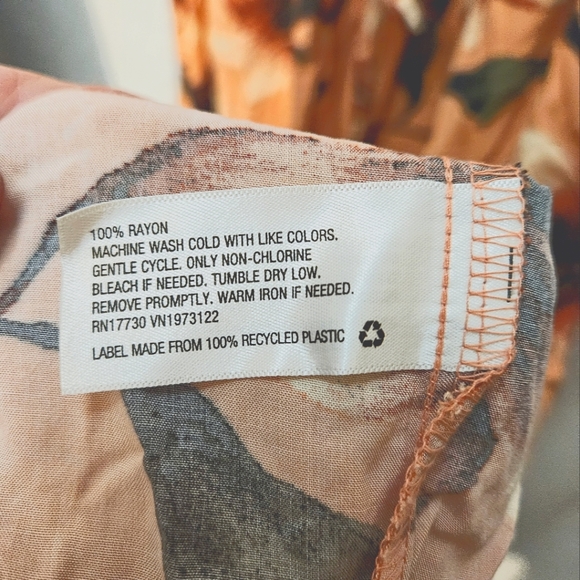 100% RAYON
MACHINE WASH COLD WITH LIKE COLORS.
GENTLE CYCLE. ONLY NON-CHLORINE
BLEACH IF NEEDED. TUMBLE DRY LOW.
REMOVE PROMPTLY. WARM IRON IF NEEDED.
RN17730 VN1973122
LABEL MADE FROM 100% RECYCLED PLASTIC